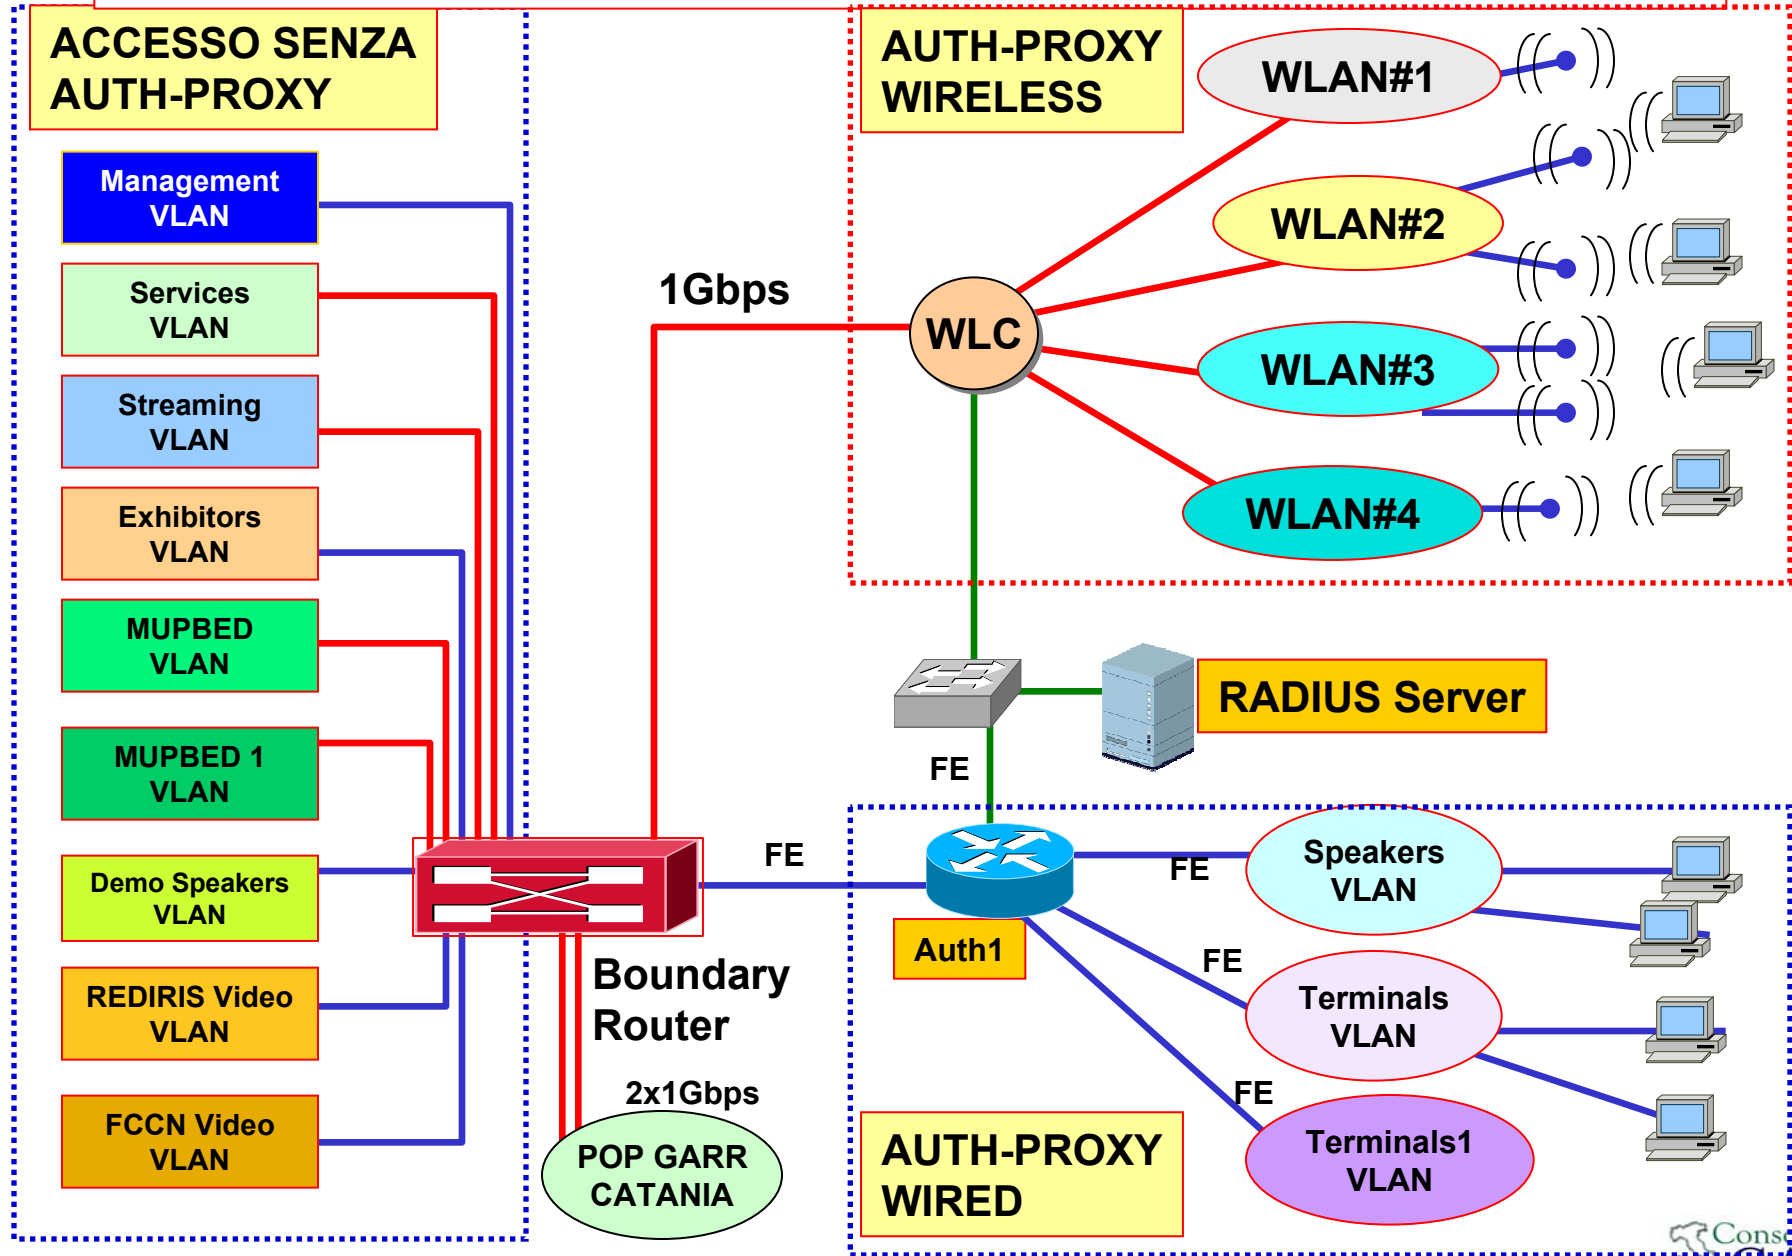 ACCESSO SENZA
AUTH-PROXY
Management
VLAN
Services
VLAN
Streaming
VLAN
Exhibitors
VLAN
MUPBED
VLAN
MUPBED 1
VLAN
Demo Speakers
VLAN
REDIRIS Video
VLAN
FCCN Video
VLAN
1Gbps
AUTH-PROXY
WIRELESS
WLC
WLAN#1
WLAN#2
WLAN#3
WLAN#4
RADIUS Server
FE
FE
Boundary
Router
2x1Gbps
POP GARR
CATANIA
Auth1
FE
Speakers
VLAN
FE
Terminals
VLAN
FE
Terminals1
VLAN
AUTH-PROXY
WIRED